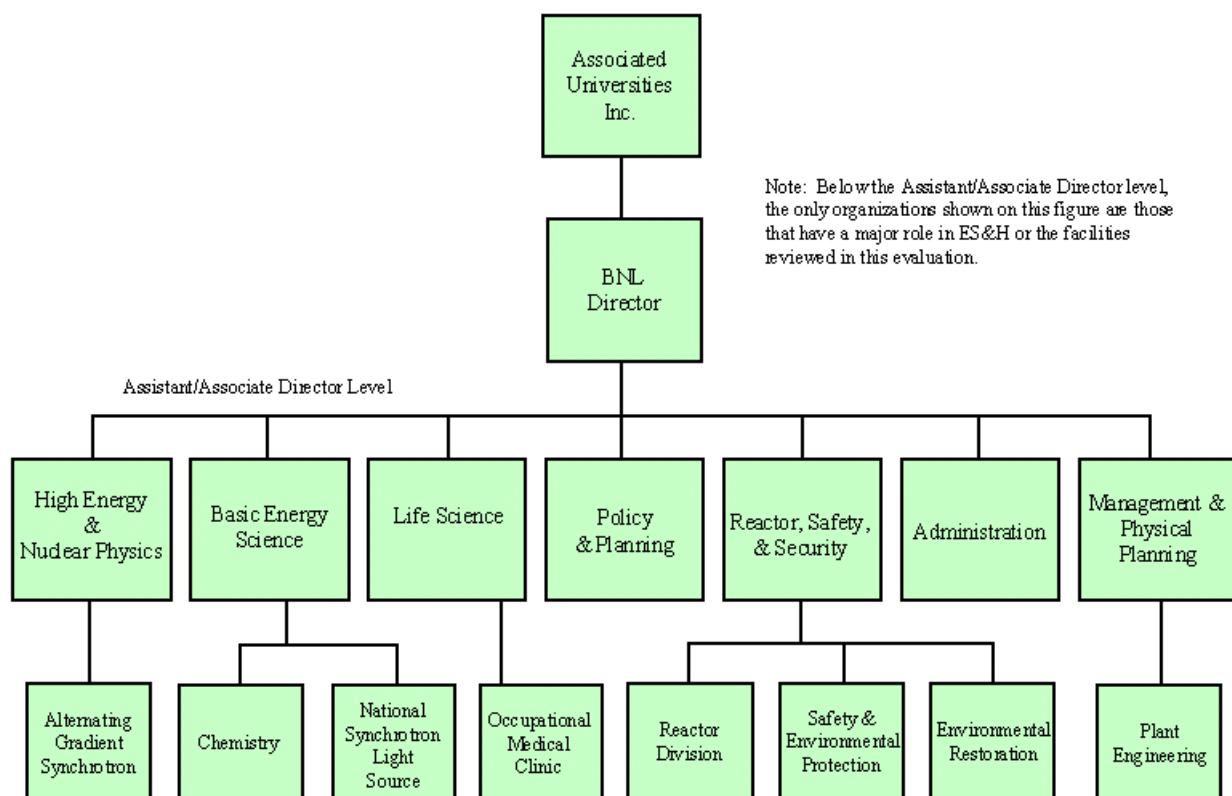 Associated
Universities
Inc.
Note: Below the Assistant/Associate Director level,
the only organizations shown on this figure are those
that have a major role in ES&H or the facilities
reviewed in this evaluation.
BNL
Director
Assistant/Associate Director Level
High Energy
&
Nuclear Physics
Basic Energy
Science
Life Science
Policy
& Planning
Reactor, Safety,
& Security
Administration
Management &
Physical
Planning
Alternating
Gradient
Synchrotron
Chemistry
National
Synchrotron
Light
Source
Occupational
Medical
Clinic
Reactor
Division
Safety &
Environmental
Protection
Environmental
Restoration
Plant
Engineering